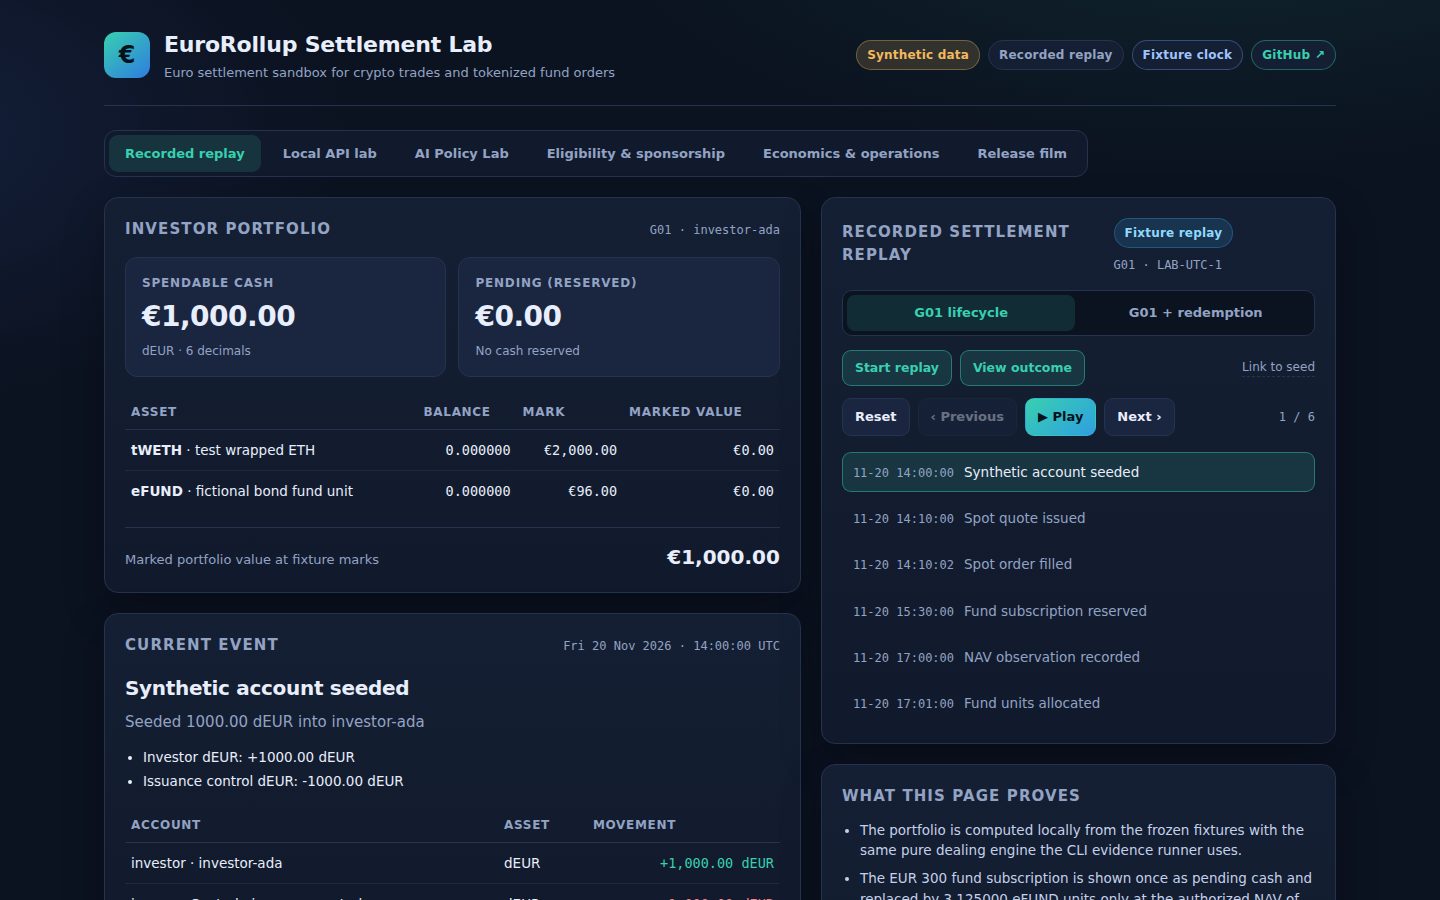 €
EuroRollup Settlement Lab
Euro settlement sandbox for crypto trades and tokenized fund orders
Synthetic data
Recorded replay
Fixture clock
GitHub ↗
Recorded replay
Local API lab
AI Policy Lab
Eligibility & sponsorship
Economics & operations
Release film
INVESTOR PORTFOLIO
G01 · investor-ada
SPENDABLE CASH
€1,000.00
dEUR · 6 decimals
PENDING (RESERVED)
€0.00
No cash reserved
ASSET BALANCE MARK MARKED VALUE
tWETH · test wrapped ETH 0.000000 €2,000.00 €0.00
eFUND · fictional bond fund unit 0.000000 €96.00 €0.00
Marked portfolio value at fixture marks €1,000.00
CURRENT EVENT
Fri 20 Nov 2026 · 14:00:00 UTC
Synthetic account seeded
Seeded 1000.00 dEUR into investor-ada
• Investor dEUR: +1000.00 dEUR
• Issuance control dEUR: -1000.00 dEUR
ACCOUNT ASSET MOVEMENT
investor · investor-ada dEUR +1,000.00 dEUR
RECORDED SETTLEMENT
REPLAY
Fixture replay
G01 · LAB-UTC-1
G01 lifecycle
G01 + redemption
Start replay
View outcome
Link to seed
Reset
‹ Previous
▶ Play
Next ›
1 / 6
11-20 14:00:00 Synthetic account seeded
11-20 14:10:00 Spot quote issued
11-20 14:10:02 Spot order filled
11-20 15:30:00 Fund subscription reserved
11-20 17:00:00 NAV observation recorded
11-20 17:01:00 Fund units allocated
WHAT THIS PAGE PROVES
• The portfolio is computed locally from the frozen fixtures with the
same pure dealing engine the CLI evidence runner uses.
• The EUR 300 fund subscription is shown once as pending cash and
replaced by 3.125000 eFUND units only at the authorized NAV of